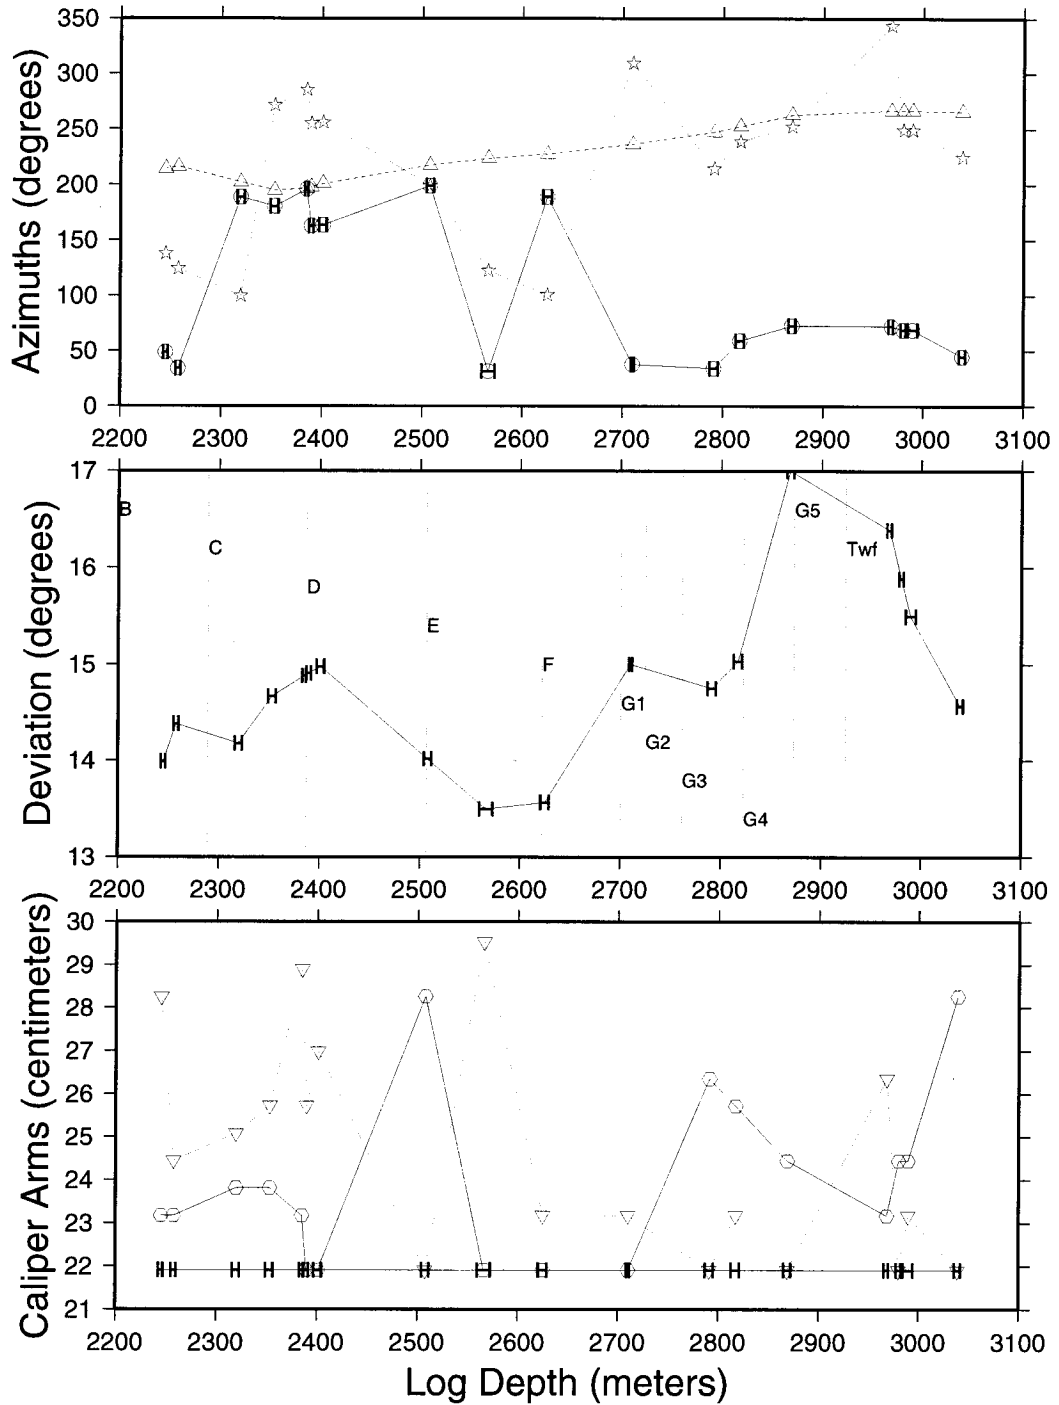 350
300
250
200
150
100
50
0
Azimuths (degrees)
2200 2300 2400 2500 2600 2700 2800 2900 3000 3100
17
16
15
14
13
Deviation (degrees)
B
G5
C
Twf
D
E
F
G1
G2
G3
G4
2200 2300 2400 2500 2600 2700 2800 2900 3000 3100
30
29
28
27
26
25
24
23
22
21
Caliper Arms (centimeters)
2200 2300 2400 2500 2600 2700 2800 2900 3000 3100
Log Depth (meters)